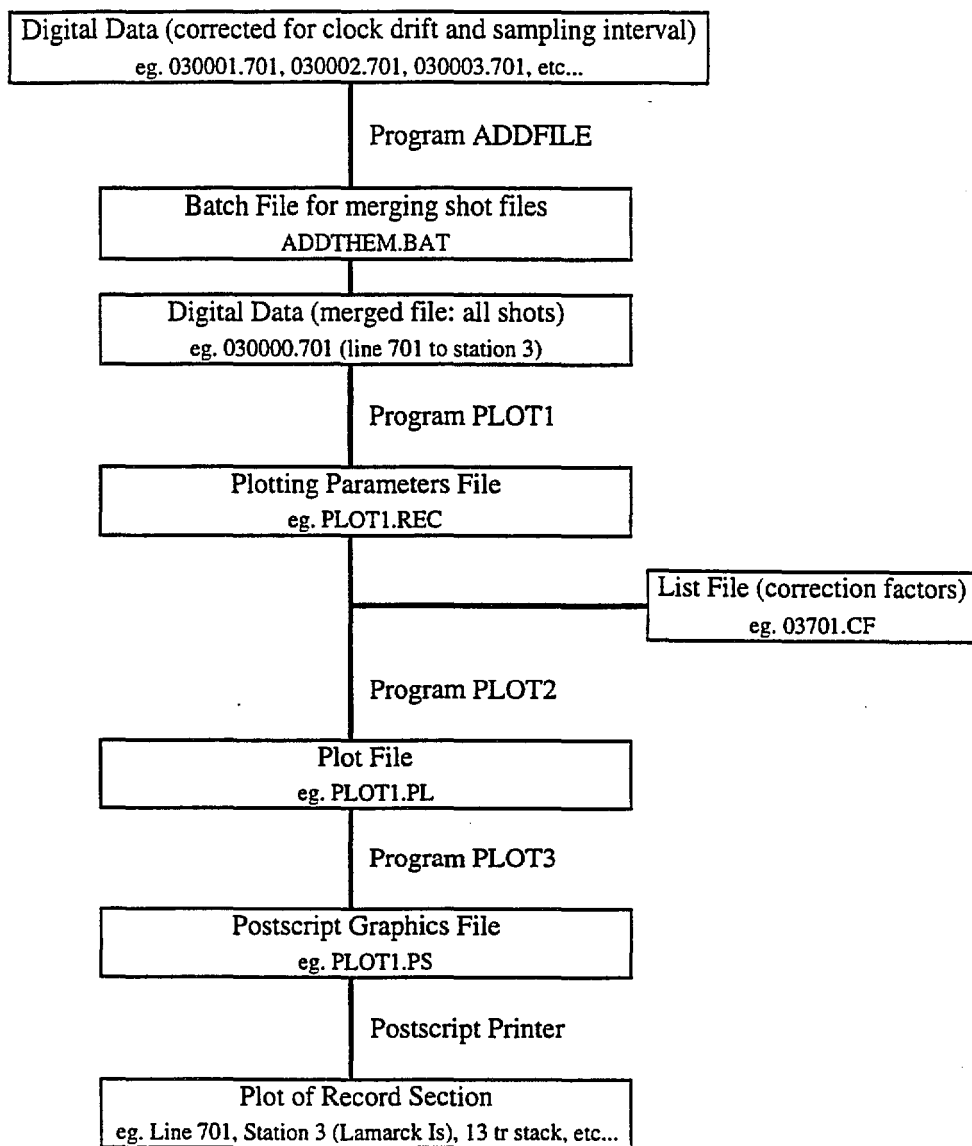 Digital Data (corrected for clock drift and sampling interval)
eg. 030001.701, 030002.701, 030003.701, etc...
Program ADDFILE
Batch File for merging shot files
ADDTHEM.BAT
Digital Data (merged file: all shots)
eg. 030000.701 (line 701 to station 3)
Program PLOT1
Plotting Parameters File
eg. PLOT1.REC
List File (correction factors)
eg. 03701.CF
Program PLOT2
Plot File
eg. PLOT1.PL
Program PLOT3
Postscript Graphics File
eg. PLOT1.PS
Postscript Printer
Plot of Record Section
eg. Line 701, Station 3 (Lamarck Is), 13 tr stack, etc...